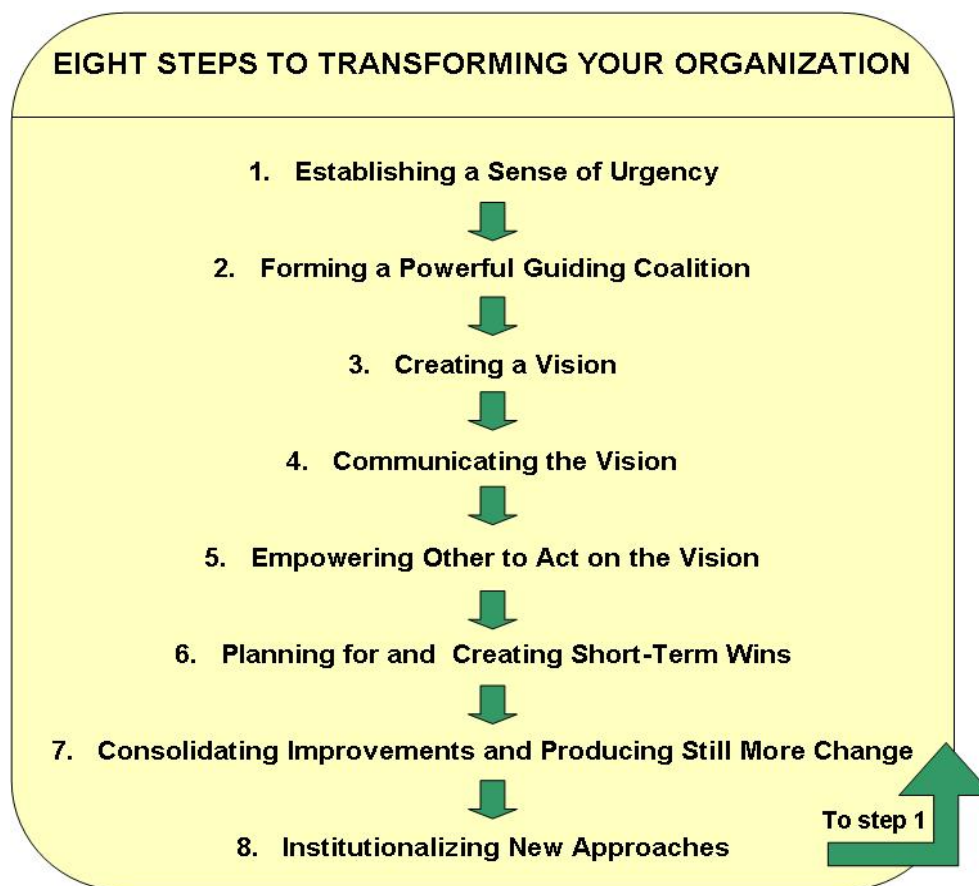 EIGHT STEPS TO TRANSFORMING YOUR ORGANIZATION
1. Establishing a Sense of Urgency
2. Forming a Powerful Guiding Coalition
3. Creating a Vision
4. Communicating the Vision
5. Empowering Other to Act on the Vision
6. Planning for and Creating Short-Term Wins
7. Consolidating Improvements and Producing Still More Change
To step 1
8. Institutionalizing New Approaches